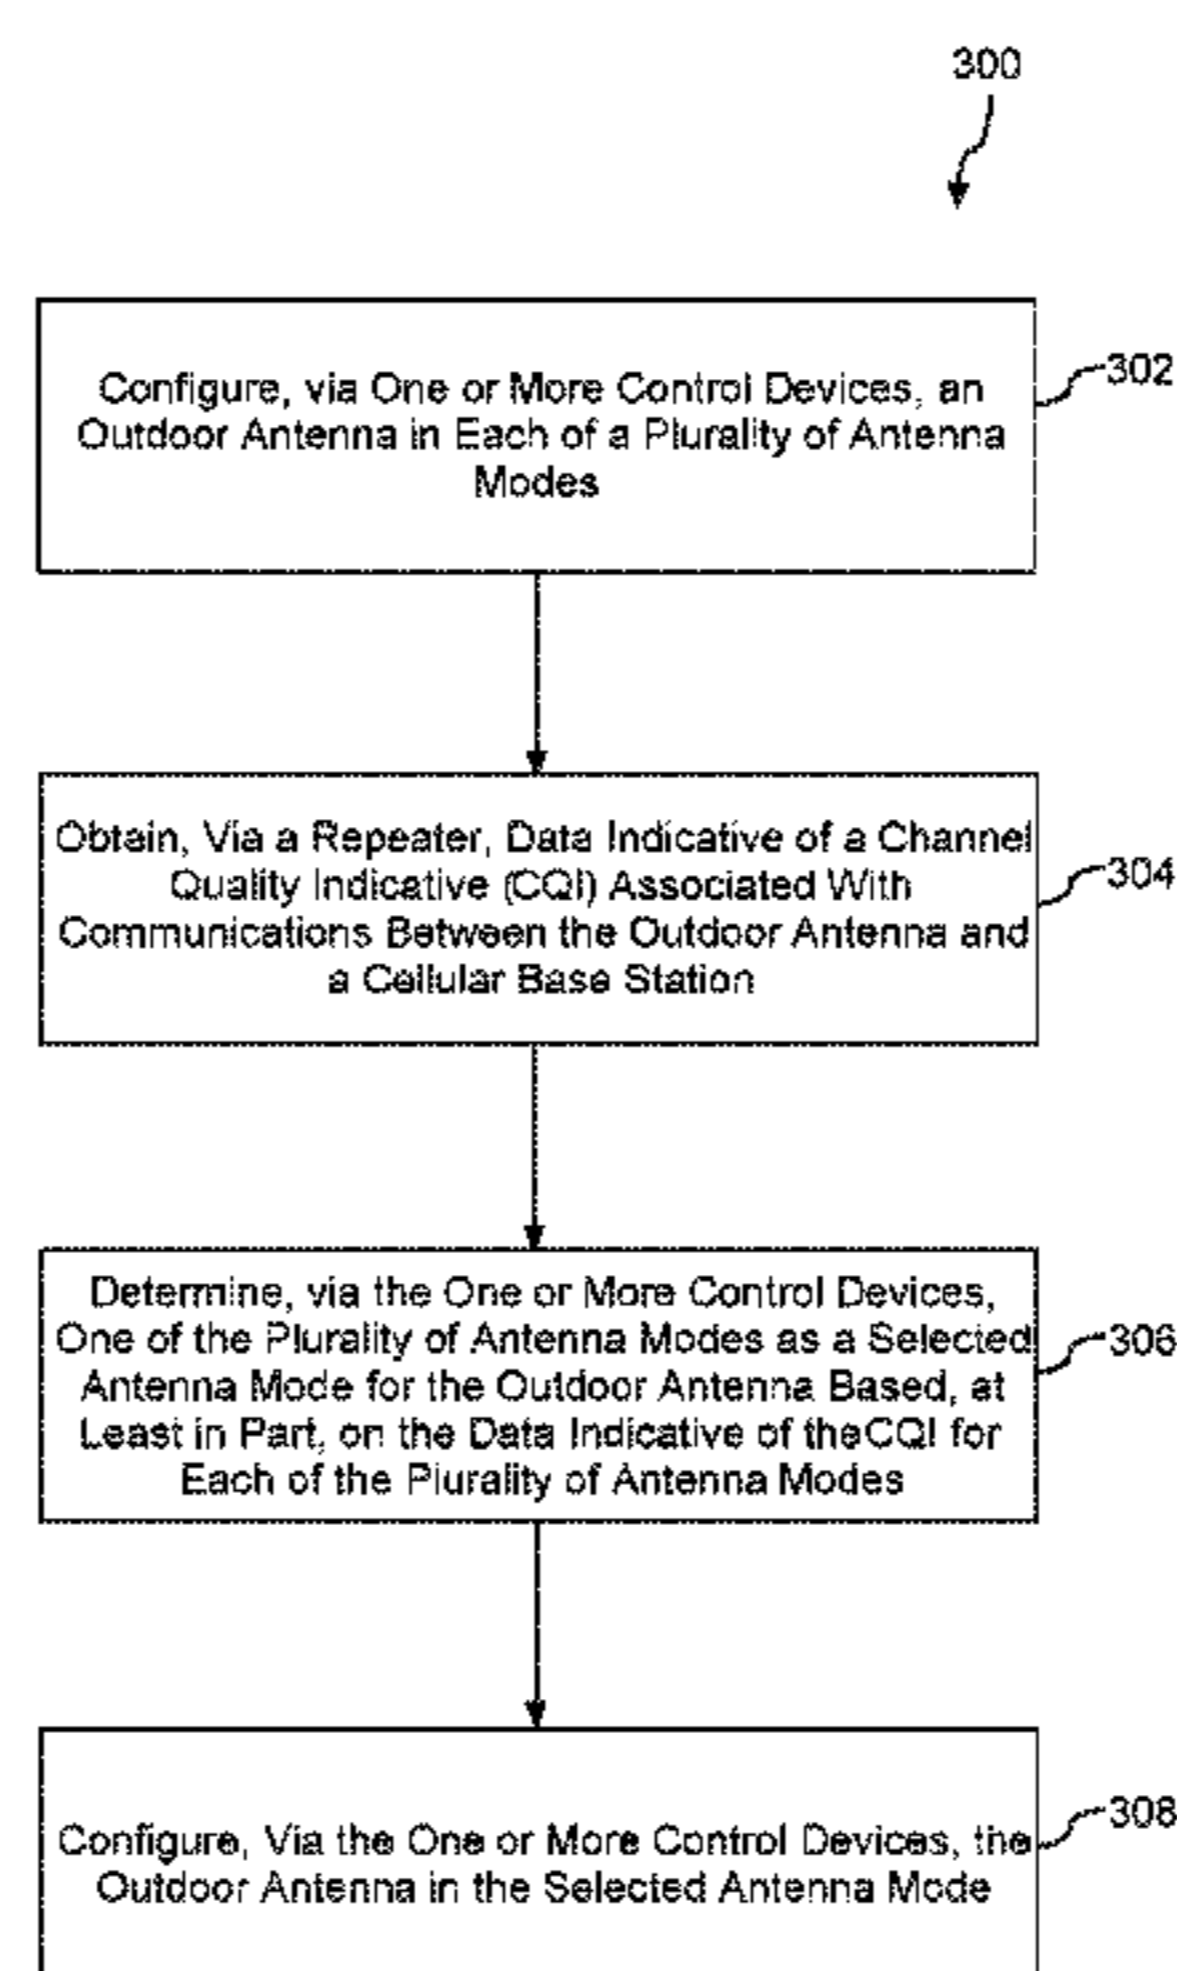 300
302
Configure, via One or More Control Devices, an
Outdoor Antenna in Each of a Plurality of Antenna
Modes
304
Obtain, Via a Repeater, Data Indicative of a Channel
Quality Indicative (CQI) Associated With
Communications Between the Outdoor Antenna and
a Cellular Base Station
306
Determine, via the One or More Control Devices,
One of the Plurality of Antenna Modes as a Selected
Antenna Mode for the Outdoor Antenna Based, at
Least in Part, on the Data Indicative of theCQI for
Each of the Plurality of Antenna Modes
308
Configure, Via the One or More Control Devices, the
Outdoor Antenna in the Selected Antenna Mode